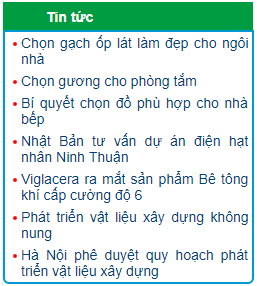 Tin tức
• Chọn gạch ốp lát làm đẹp cho ngôi
nhà
• Chọn gương cho phòng tắm
• Bí quyết chọn đồ phù hợp cho nhà
bếp
• Nhật Bản tư vấn dự án điện hạt
nhân Ninh Thuận
• Viglacera ra mắt sản phẩm Bê tông
khí cấp cường độ 6
• Phát triển vật liệu xây dựng không
nung
• Hà Nội phê duyệt quy hoạch phát
triển vật liệu xây dựng